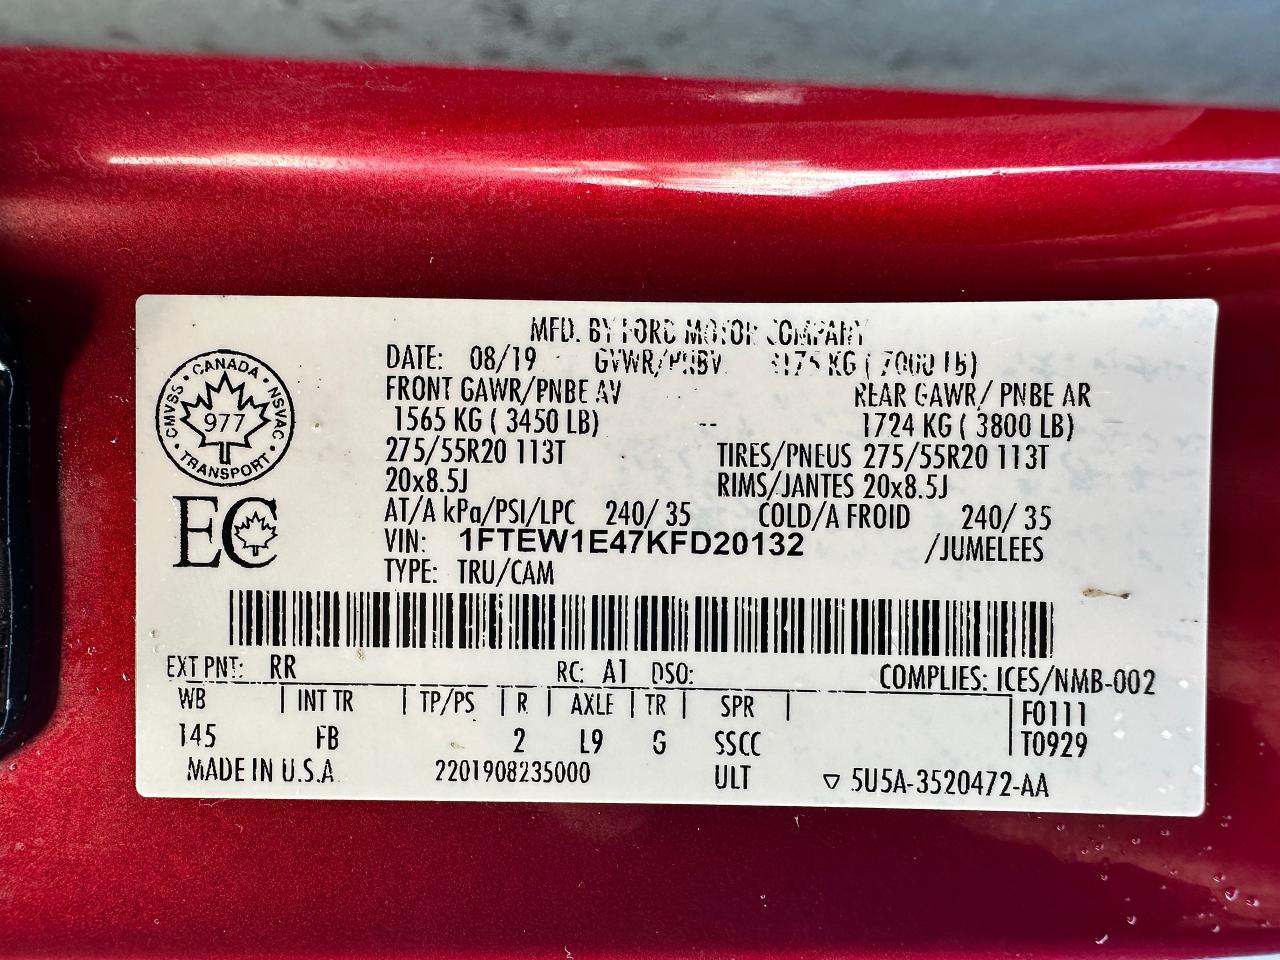 MFD. BY FORD MOTOR COMPANY
DATE: 08/19 GVWR/PNBV 3175 KG ( 7000 LB)
FRONT GAWR/PNBE AV REAR GAWR/ PNBE AR
1565 KG ( 3450 LB) -- 1724 KG ( 3800 LB)
275/55R20 113T TIRES/PNEUS 275/55R20 113T
20x8.5J RIMS/JANTES 20x8.5J
AT/A kPa/PSI/LPC 240/ 35 COLD/A FROID 240/ 35
VIN: 1FTEW1E47KFD20132 /JUMELEES
TYPE: TRU/CAM
CANADA
CMVSS • NSVAC
977
TRANSPORT
EC
EXT PNT: RR RC: A1 DSO: COMPLIES: ICES/NMB-002
WB | INT TR | TP/PS | R | AXLE | TR | SPR | F0111
145 FB 2 L9 G SSCC T0929
MADE IN U.S.A 2201908235000 ULT ▽ 5U5A-3520472-AA